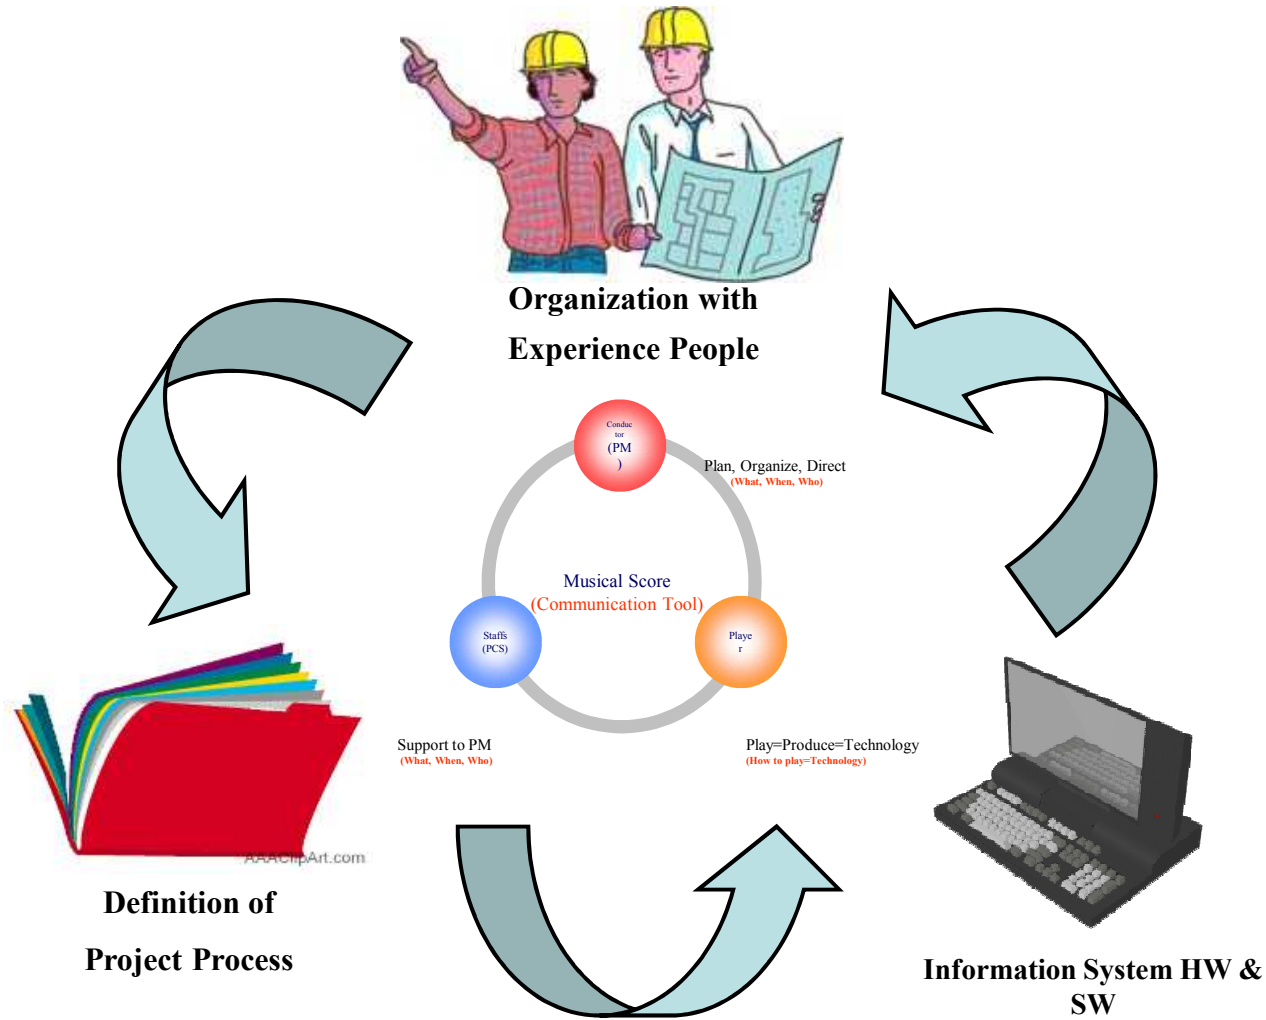 Organization with
Experience People
Conduc
tor
(PM
)
Plan, Organize, Direct
(What, When, Who)
Musical Score
(Communication Tool)
Staffs
(PCS)
Playe
r
Support to PM
(What, When, Who)
Play=Produce=Technology
(How to play=Technology)
AAAClipArt.com
Definition of
Project Process
Information System HW &
SW